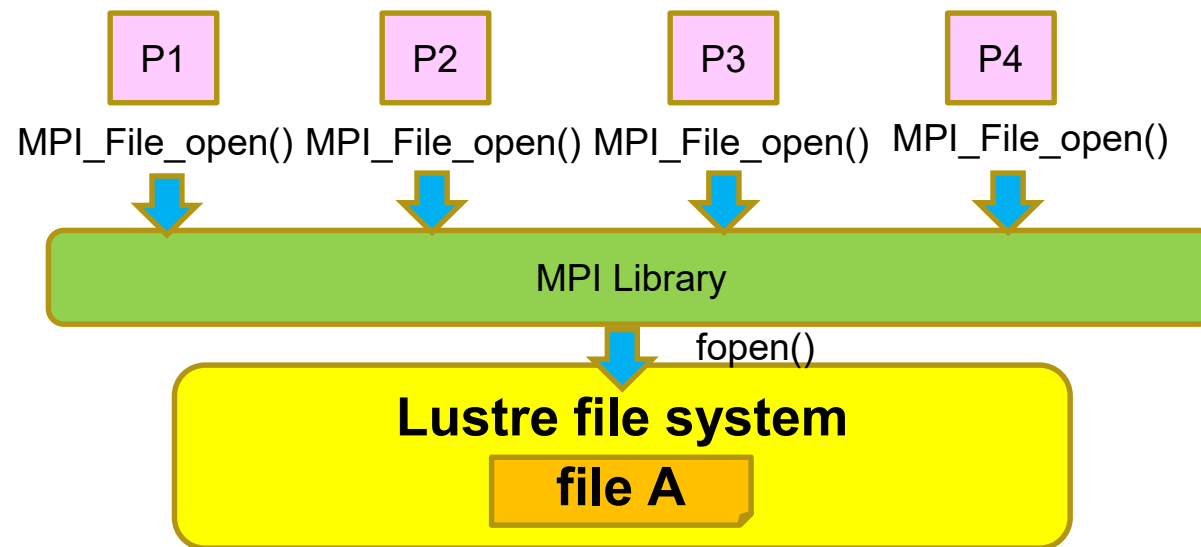 P1 P2 P3 P4
MPI_File_open() MPI_File_open() MPI_File_open() MPI_File_open()
MPI Library
fopen()
Lustre file system
file A